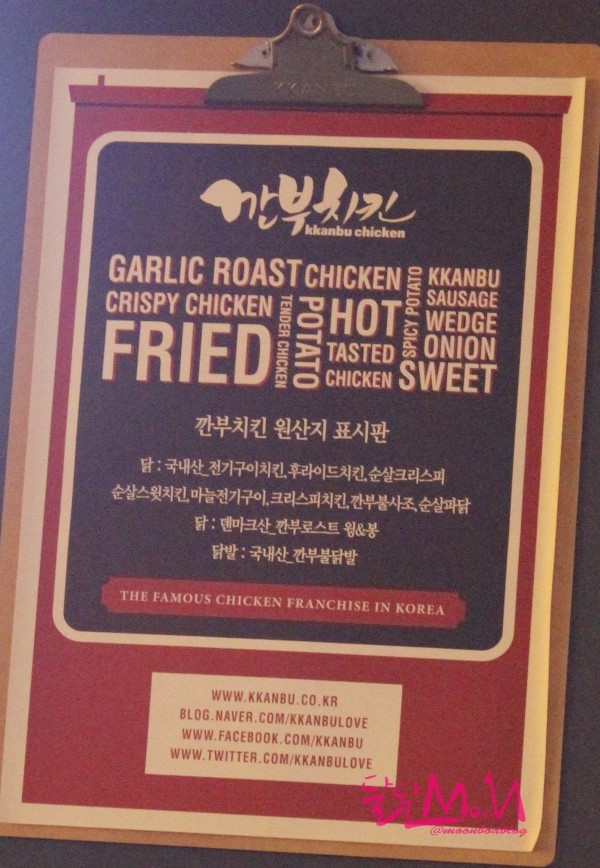 KKANBU
깐부치킨
kkanbu chicken
GARLIC ROAST CHICKEN
CRISPY CHICKEN
FRIED
TENDER CHICKEN
POTATO
HOT
TASTED
CHICKEN
SPICY POTATO
KKANBU
SAUSAGE
WEDGE
ONION
SWEET
깐부치킨 원산지 표시판
닭 : 국내산_전기구이치킨,후라이드치킨,순살크리스피
순살스윗치킨,마늘전기구이,크리스피치킨,깐부불사조,순살파닭
닭 : 덴마크산_깐부로스트 윙&봉
닭발 : 국내산_깐부불닭발
THE FAMOUS CHICKEN FRANCHISE IN KOREA
WWW.KKANBU.CO.KR
BLOG.NAVER.COM/KKANBULOVE
WWW.FACEBOOK.COM/KKANBU
WWW.TWITTER.COM/KKANBULOVE
M.o.N